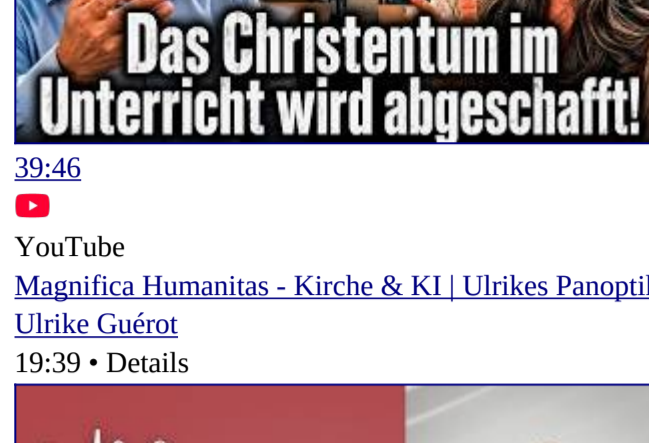 Das Christentum im
Unterricht wird abgeschafft!
39:46
YouTube
Magnifica Humanitas - Kirche & KI | Ulrikes
Ulrike Guérot
19:39 • Details